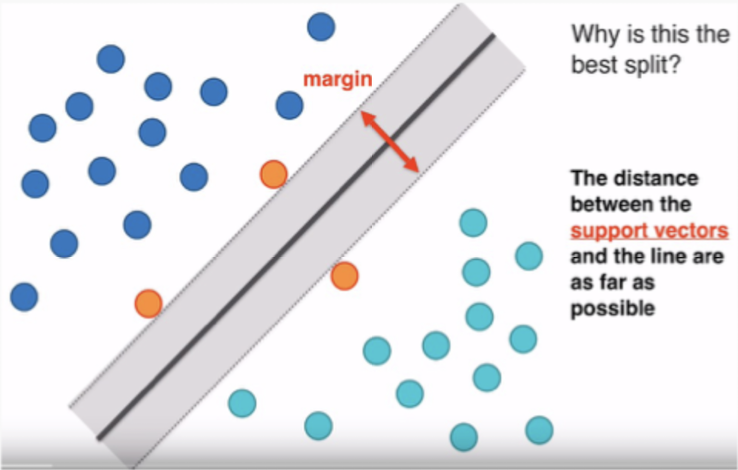 Why is this the
best split?
margin
The distance
between the
support vectors
and the line are
as far as
possible